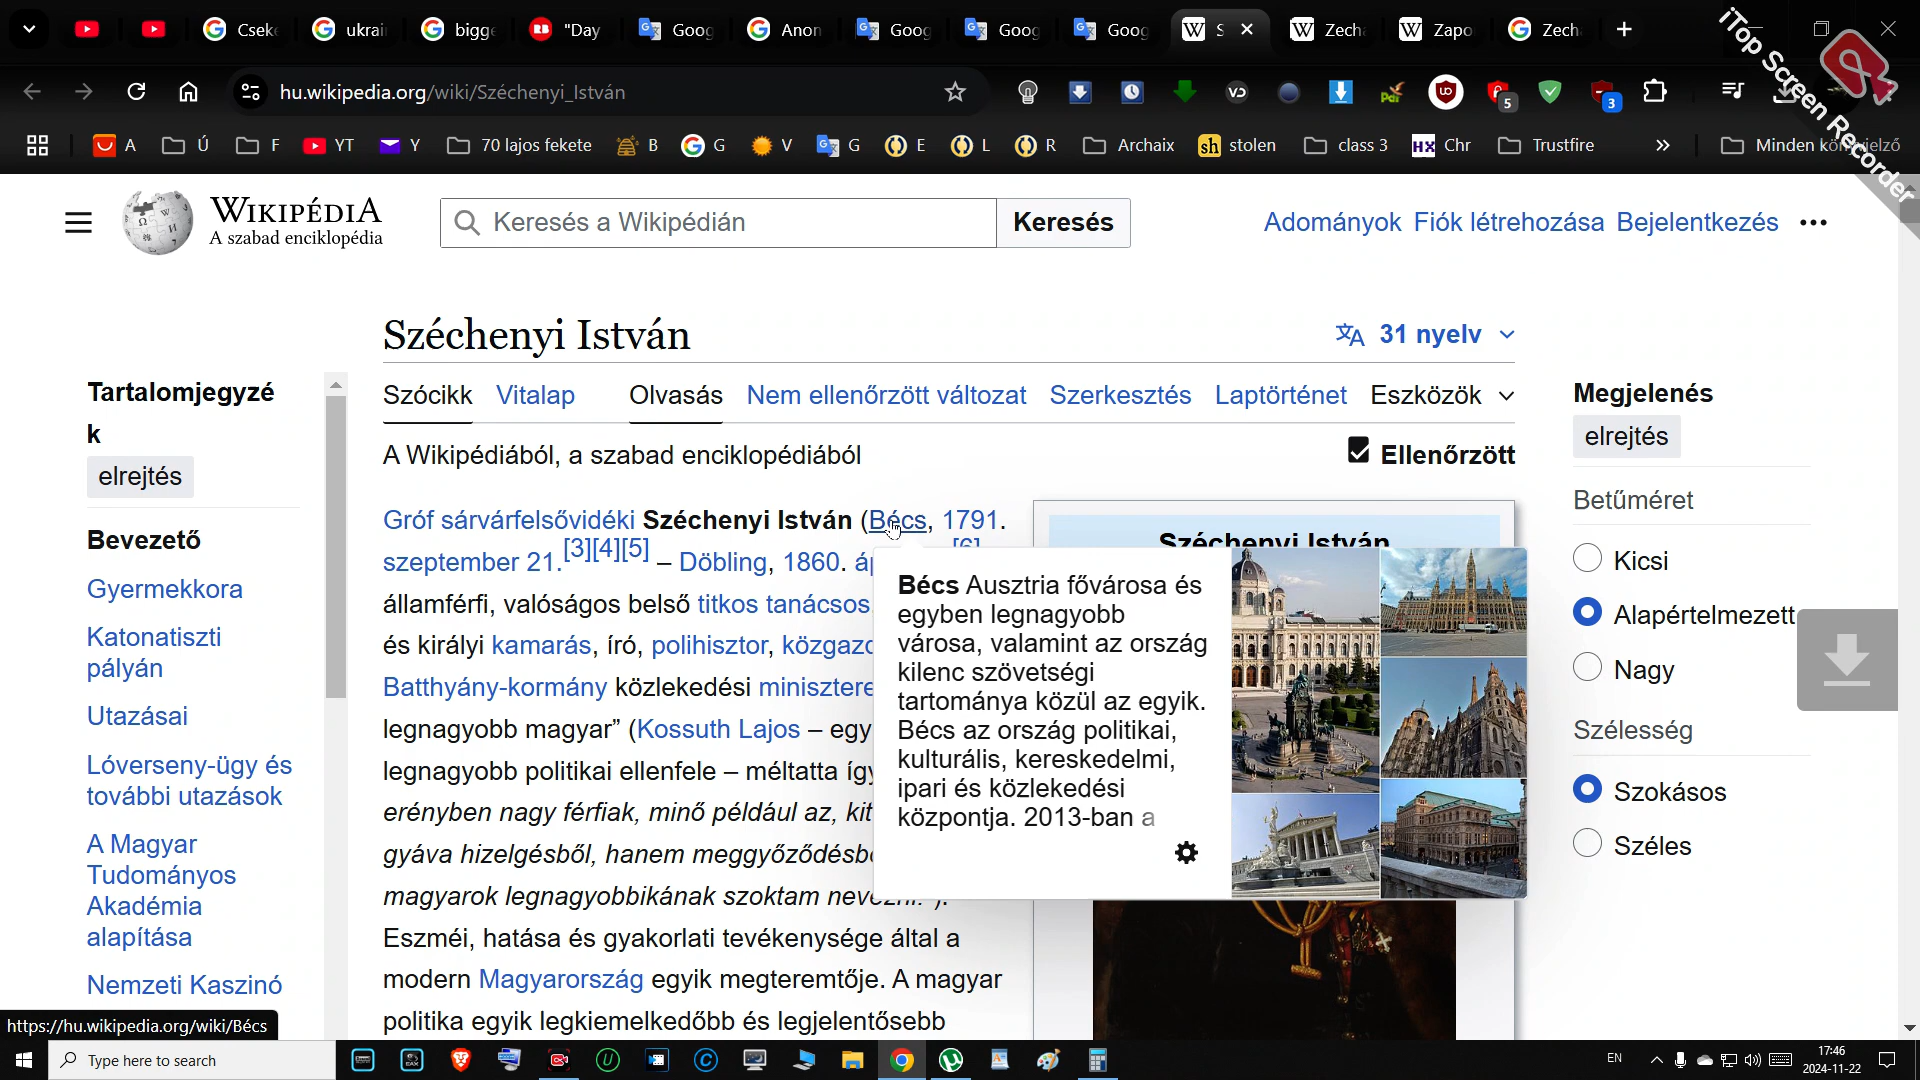 Csek
ukrai
bigg
"Day
Goog
Anon
Goog
Goog
Goog
S
Zech
Zapo
Zech
iTop Screen Recorder
hu.wikipedia.org/wiki/Széchenyi_István
5
3
A
Ú
F
YT
Y
70 lajos fekete
B
G
V
G
E
L
R
Archaix
stolen
class 3
Chr
Trustfire
Minden
WIKIPÉDIA
A szabad enciklopédia
Keresés a Wikipédián
Keresés
Adományok Fiók létrehozása Bejelentkezés
Széchenyi István
31 nyelv
Szócikk Vitalap Olvasás Nem ellenőrzött változat Szerkesztés Laptörténet Eszközök
A Wikipédiából, a szabad enciklopédiából
Ellenőrzött
Tartalomjegyzé
k
elrejtés
Bevezető
Gyermekkora
Katonatiszti
pályán
Utazásai
Lóverseny-ügy és
további utazások
A Magyar
Tudományos
Akadémia
alapítása
Nemzeti Kaszinó
Gróf sárvárfelsővidéki Széchenyi István (Bécs, 1791.
szeptember 21.[3][4][5] – Döbling, 1860. áp [6]
államférfi, valóságos belső titkos tanácsos,
és királyi kamarás, író, polihisztor, közgazd
Batthyány-kormány közlekedési minisztere
legnagyobb magyar” (Kossuth Lajos – egy
legnagyobb politikai ellenfele – méltatta így
erényben nagy férfiak, minő például az, kit
gyáva hizelgésből, hanem meggyőződésb
magyarok legnagyobbikának szoktam nevezni.”).
Eszméi, hatása és gyakorlati tevékenysége által a
modern Magyarország egyik megteremtője. A magyar
politika egyik legkiemelkedőbb és legjelentősebb
Széchenyi István
Bécs Ausztria fővárosa és
egyben legnagyobb
városa, valamint az ország
kilenc szövetségi
tartománya közül az egyik.
Bécs az ország politikai,
kulturális, kereskedelmi,
ipari és közlekedési
központja. 2013-ban a
Megjelenés
elrejtés
Betűméret
Kicsi
Alapértelmezett
Nagy
Szélesség
Szokásos
Széles
https://hu.wikipedia.org/wiki/Bécs
Type here to search
EN
17:46
2024-11-22